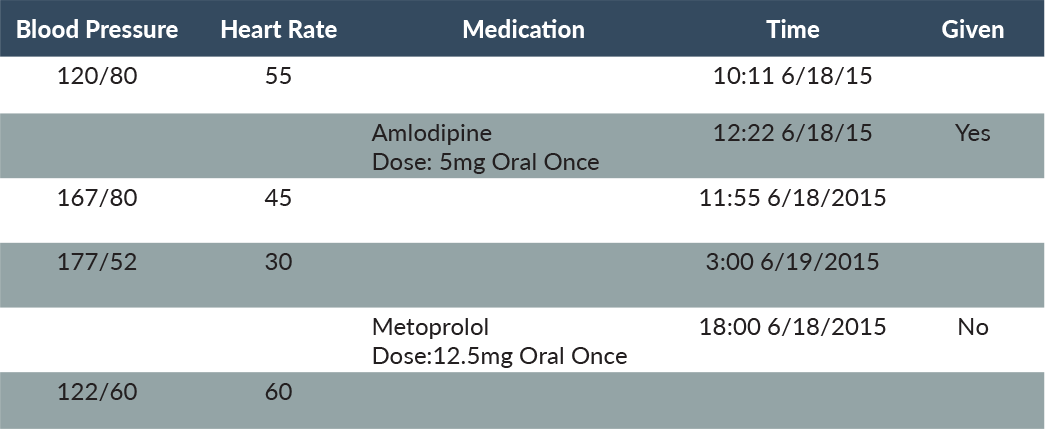 Blood Pressure Heart Rate Medication Time Given
120/80 55 10:11 6/18/15
Amlodipine 12:22 6/18/15 Yes
Dose: 5mg Oral Once
167/80 45 11:55 6/18/2015
177/52 30 3:00 6/19/2015
Metoprolol 18:00 6/18/2015 No
Dose:12.5mg Oral Once
122/60 60